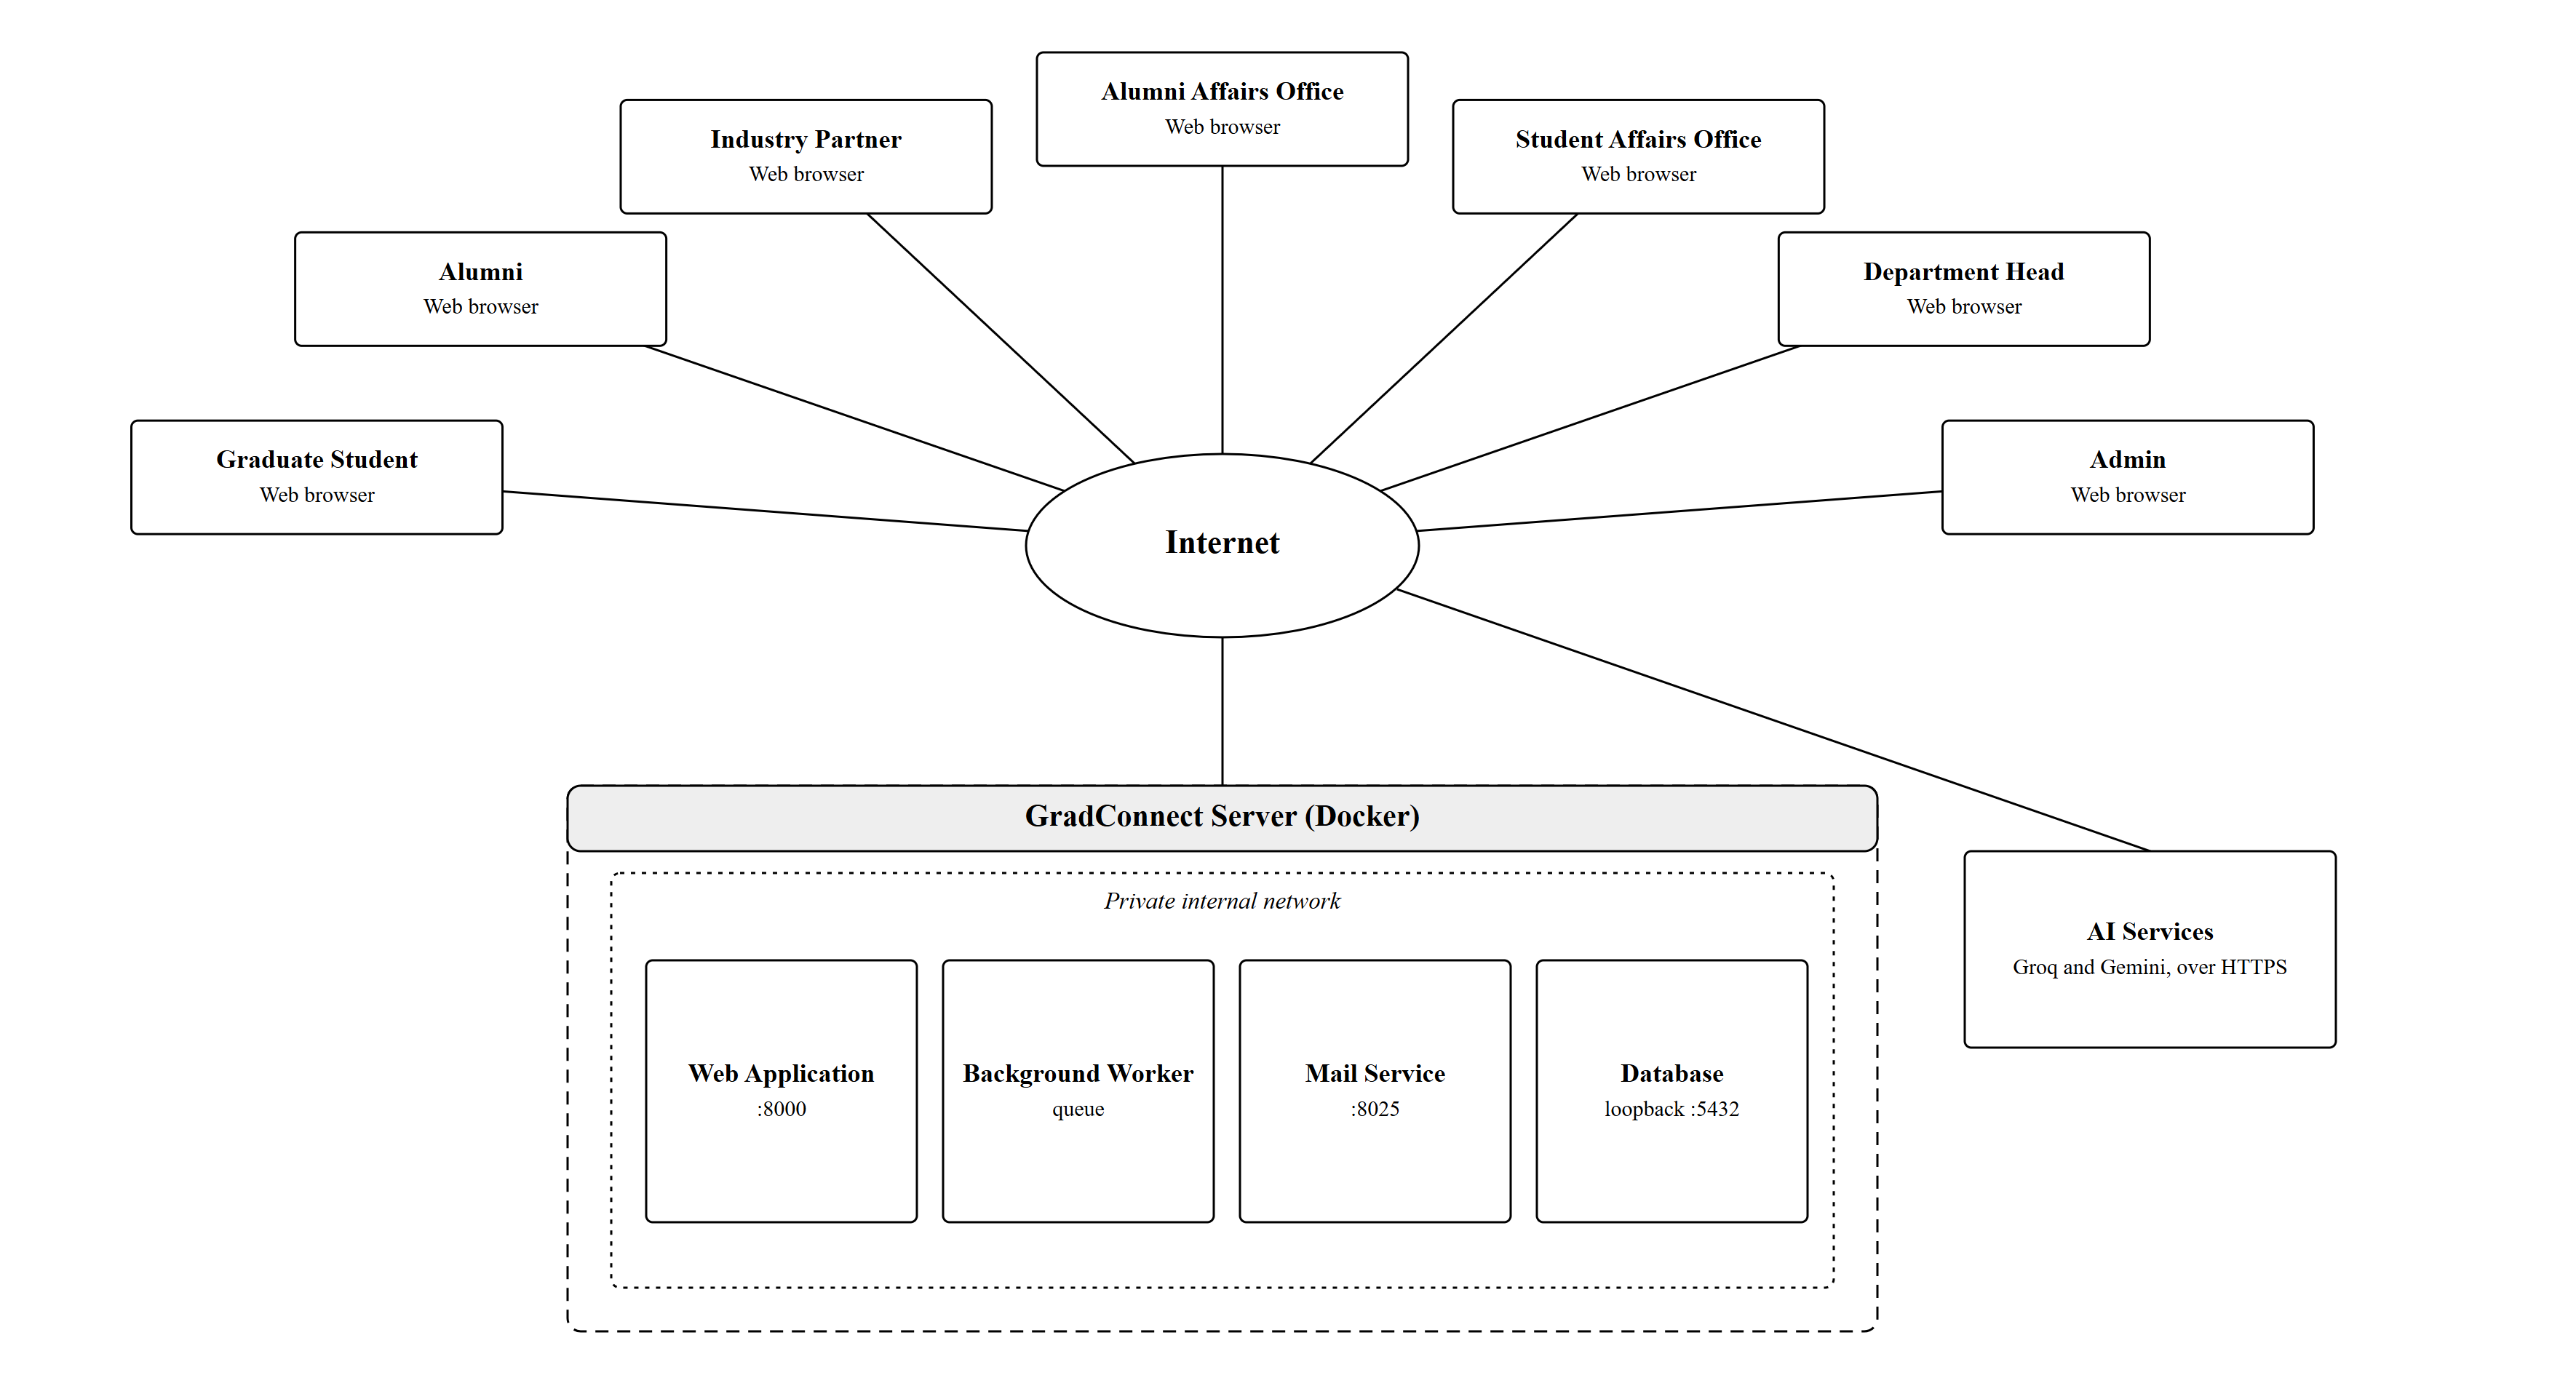 Alumni Affairs Office
Web browser
Industry Partner
Web browser
Student Affairs Office
Web browser
Alumni
Web browser
Department Head
Web browser
Graduate Student
Web browser
Admin
Web browser
Internet
GradConnect Server (Docker)
Private internal network
Web Application
:8000
Background Worker
queue
Mail Service
:8025
Database
loopback :5432
AI Services
Groq and Gemini, over HTTPS